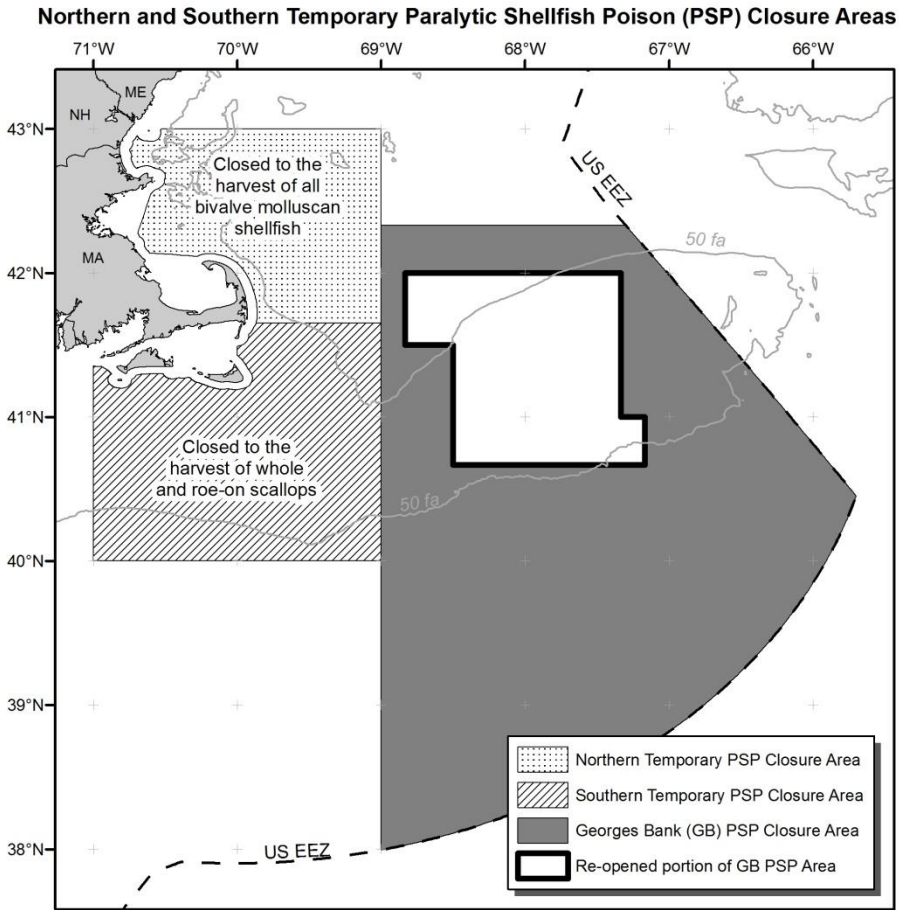 Northern and Southern Temporary Paralytic Shellfish Poison (PSP) Closure Areas
71°W 70°W 69°W 68°W 67°W 66°W
ME
NH
43°N
Closed to the
harvest of all
bivalve molluscan
shellfish
US EEZ
50 fa
MA
42°N
41°N
Closed to the
harvest of whole
and roe-on scallops
50 fa
40°N
39°N
38°N
US EEZ
Northern Temporary PSP Closure Area
Southern Temporary PSP Closure Area
Georges Bank (GB) PSP Closure Area
Re-opened portion of GB PSP Area